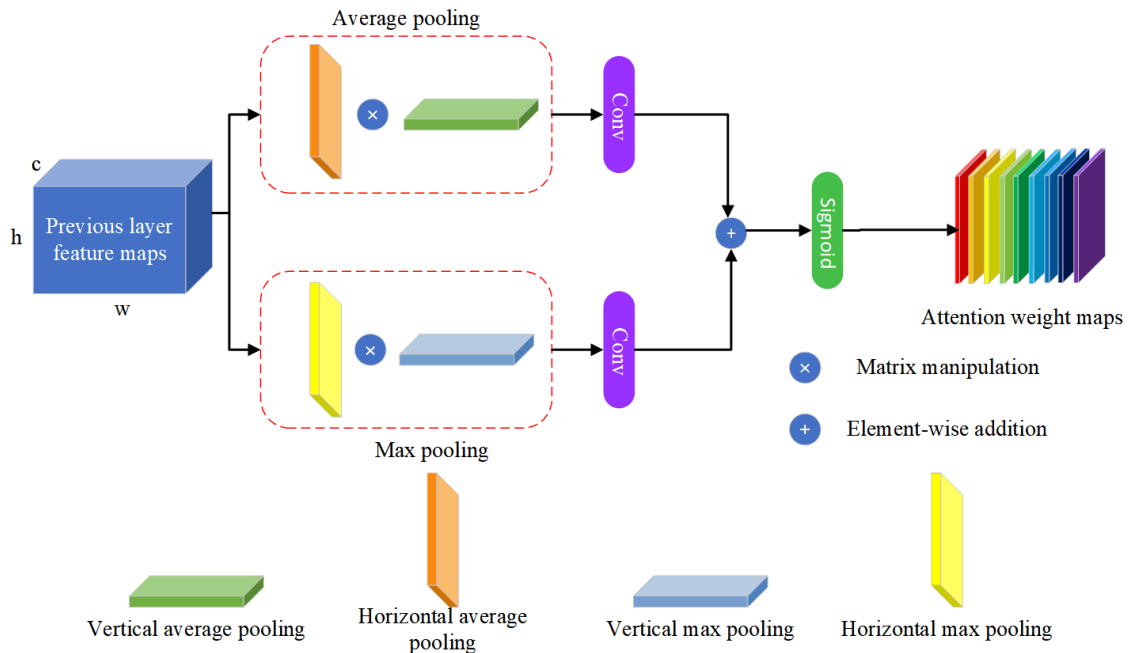 Average pooling
c
h
Previous layer
feature maps
w
×
Conv
+
Sigmoid
×
Conv
Max pooling
Attention weight maps
× Matrix manipulation
+ Element-wise addition
Vertical average pooling
Horizontal average
pooling
Vertical max pooling
Horizontal max pooling